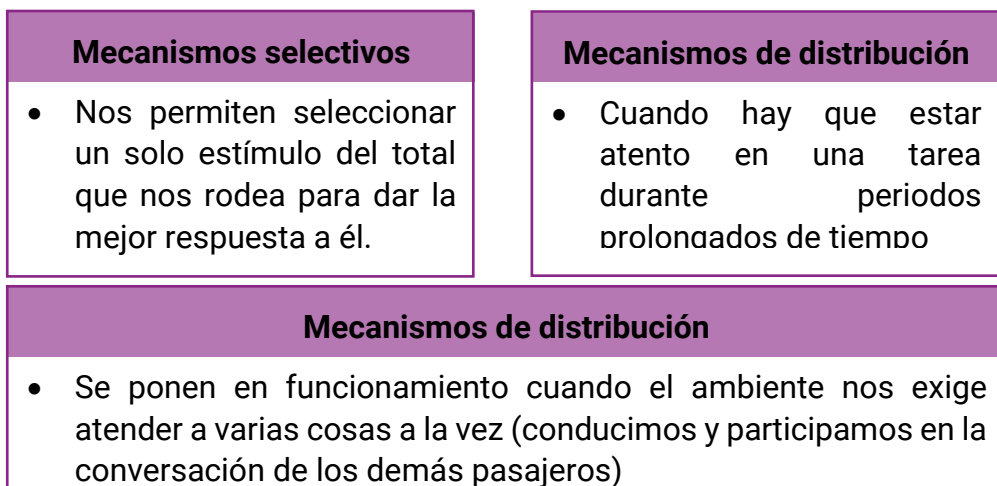 Mecanismos selectivos
• Nos permiten seleccionar
un solo estímulo del total
que nos rodea para dar la
mejor respuesta a él.
Mecanismos de distribución
• Cuando hay que estar
atento en una tarea
durante periodos
prolongados de tiempo
Mecanismos de distribución
• Se ponen en funcionamiento cuando el ambiente nos exige
atender a varias cosas a la vez (conducimos y participamos en la
conversación de los demás pasajeros)